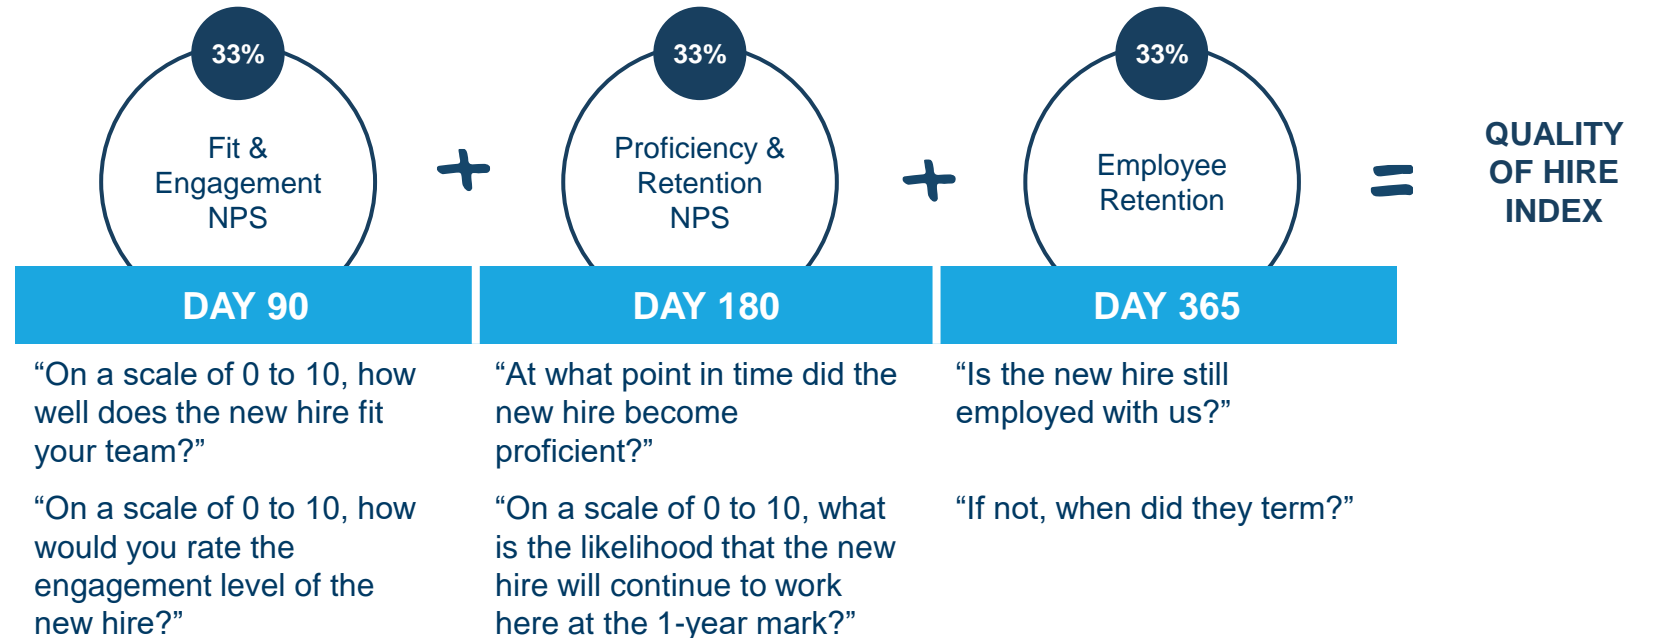 33%
Fit &
Engagement
NPS
+
33%
Proficiency &
Retention
NPS
+
33%
Employee
Retention
=
QUALITY
OF HIRE
INDEX
DAY 90
“On a scale of 0 to 10, how
well does the new hire fit
your team?”
“On a scale of 0 to 10, how
would you rate the
engagement level of the
new hire?”
DAY 180
“At what point in time did the
new hire become
proficient?”
“On a scale of 0 to 10, what
is the likelihood that the new
hire will continue to work
here at the 1-year mark?”
DAY 365
“Is the new hire still
employed with us?”
“If not, when did they term?”